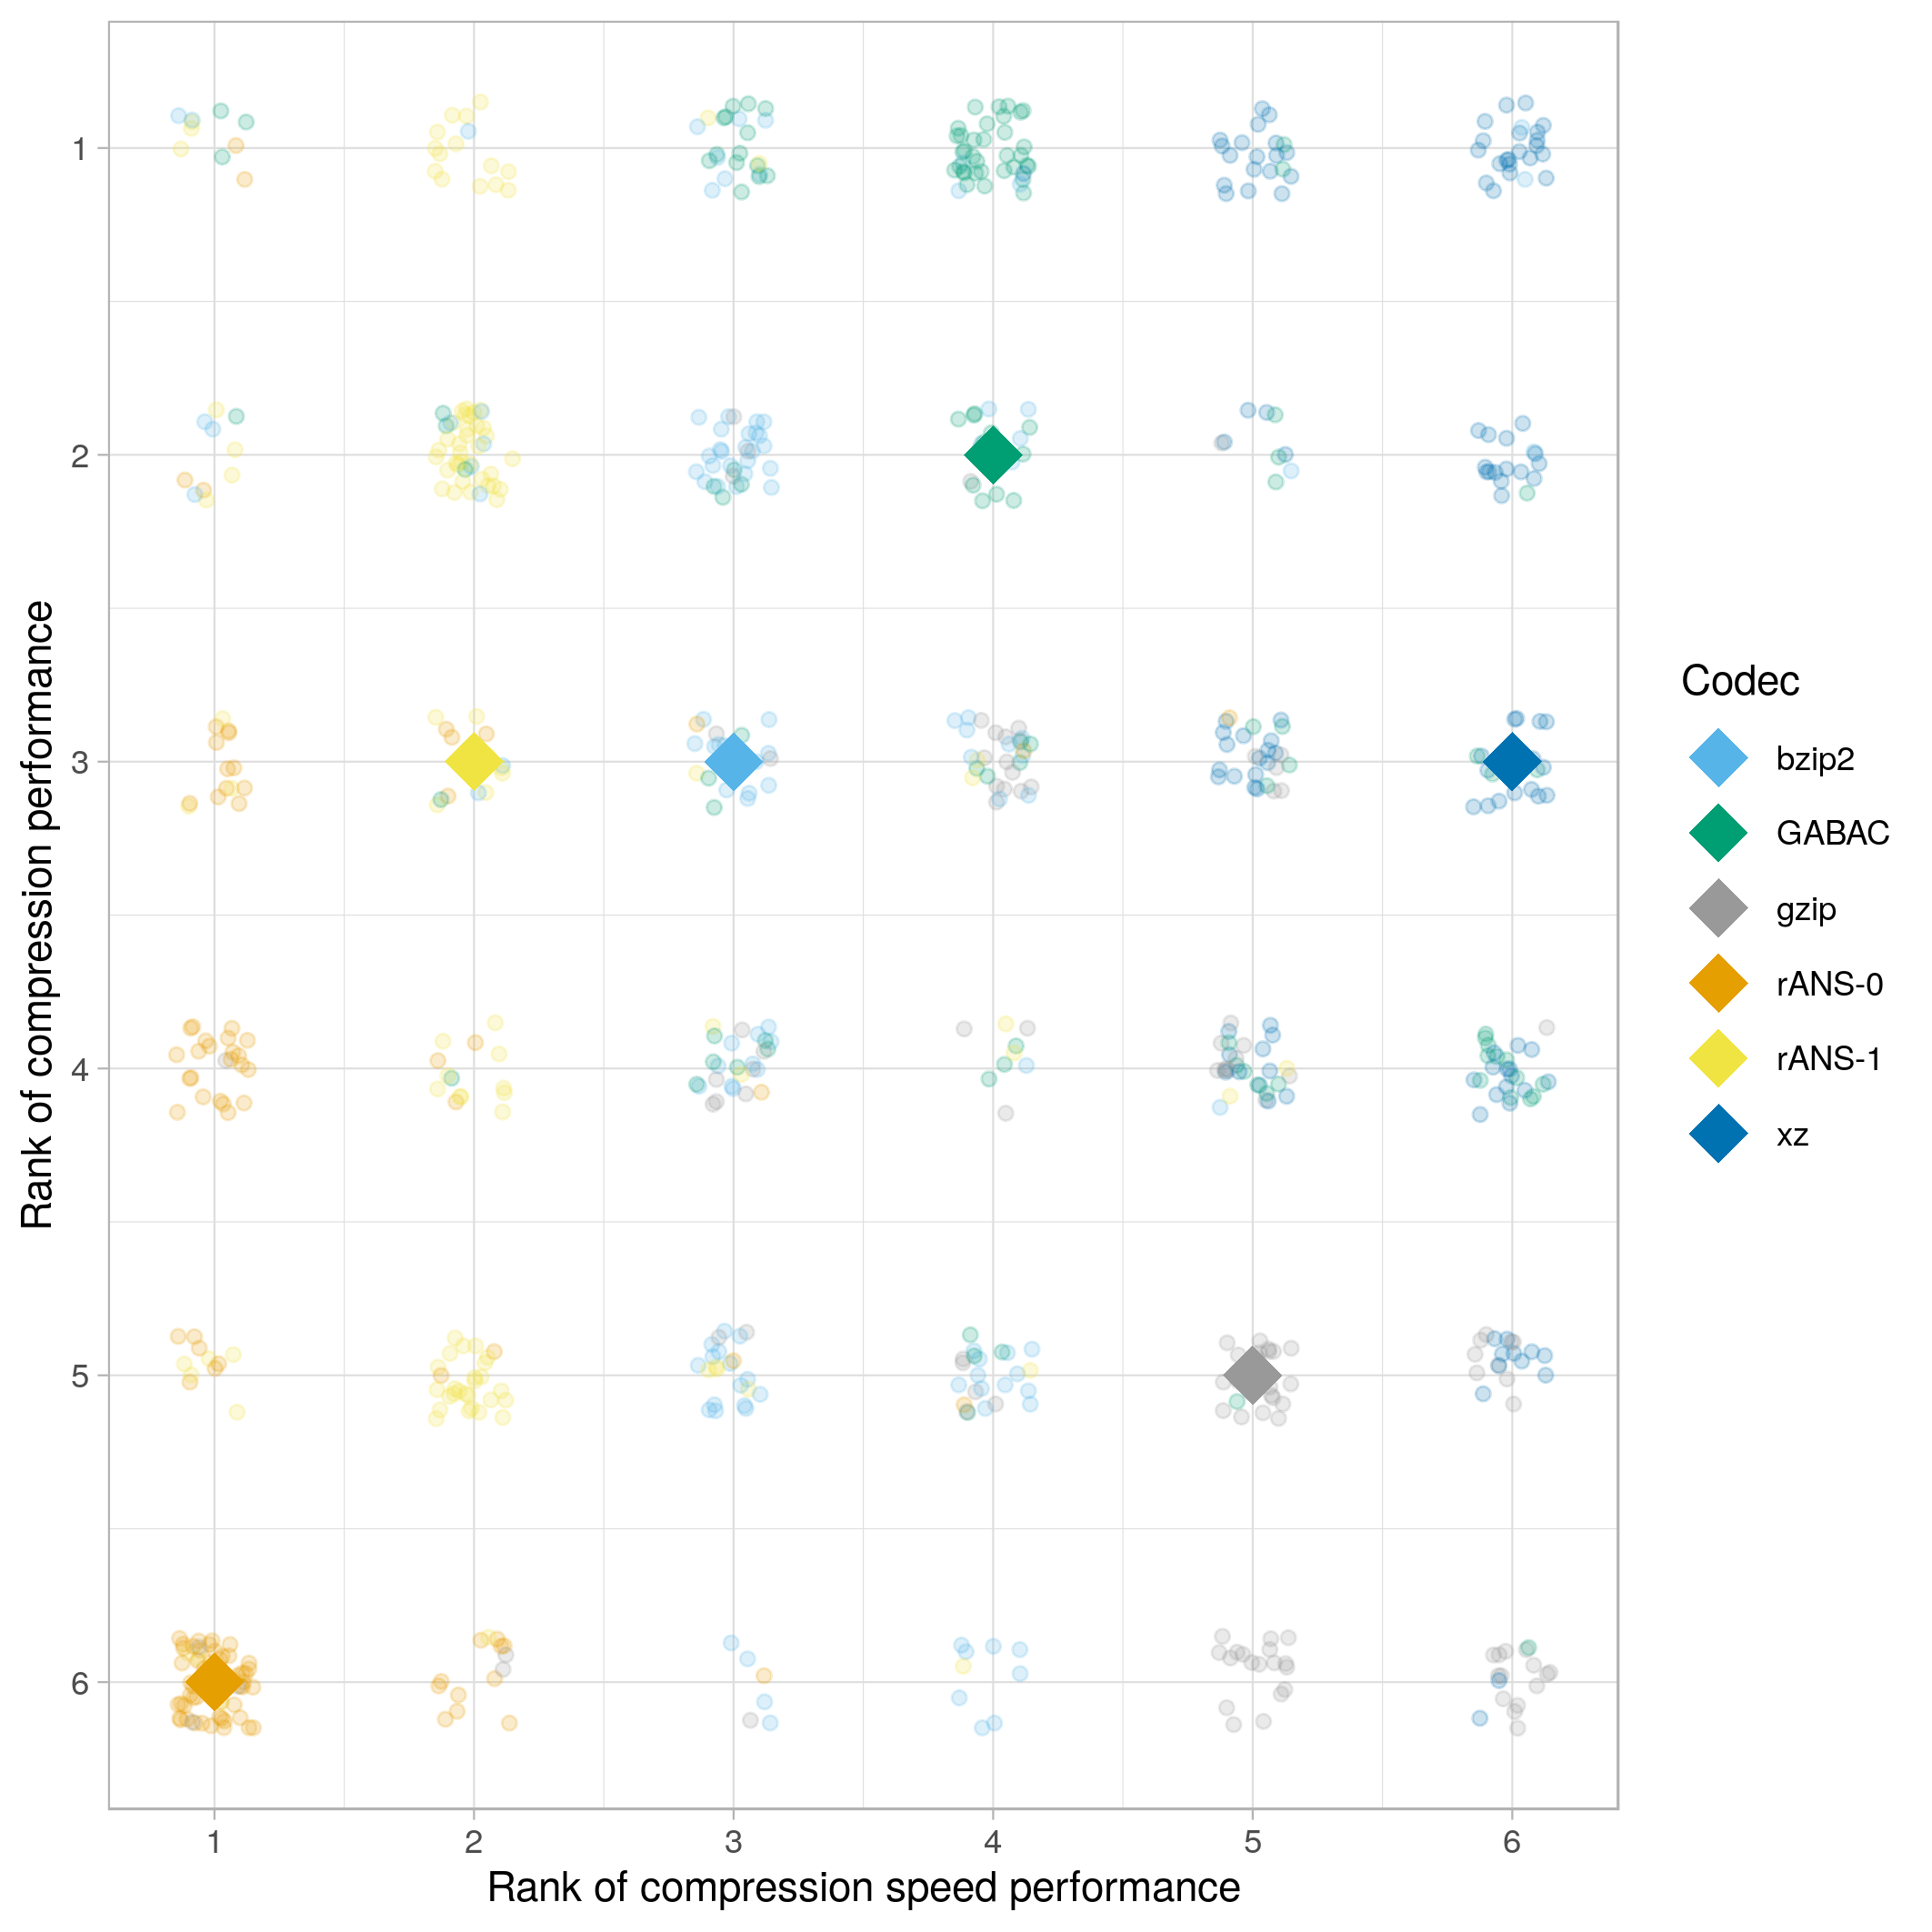 1
2
3
4
5
6
Rank of compression performance
1 2 3 4 5 6
Rank of compression speed performance
Codec
bzip2
GABAC
gzip
rANS-0
rANS-1
xz